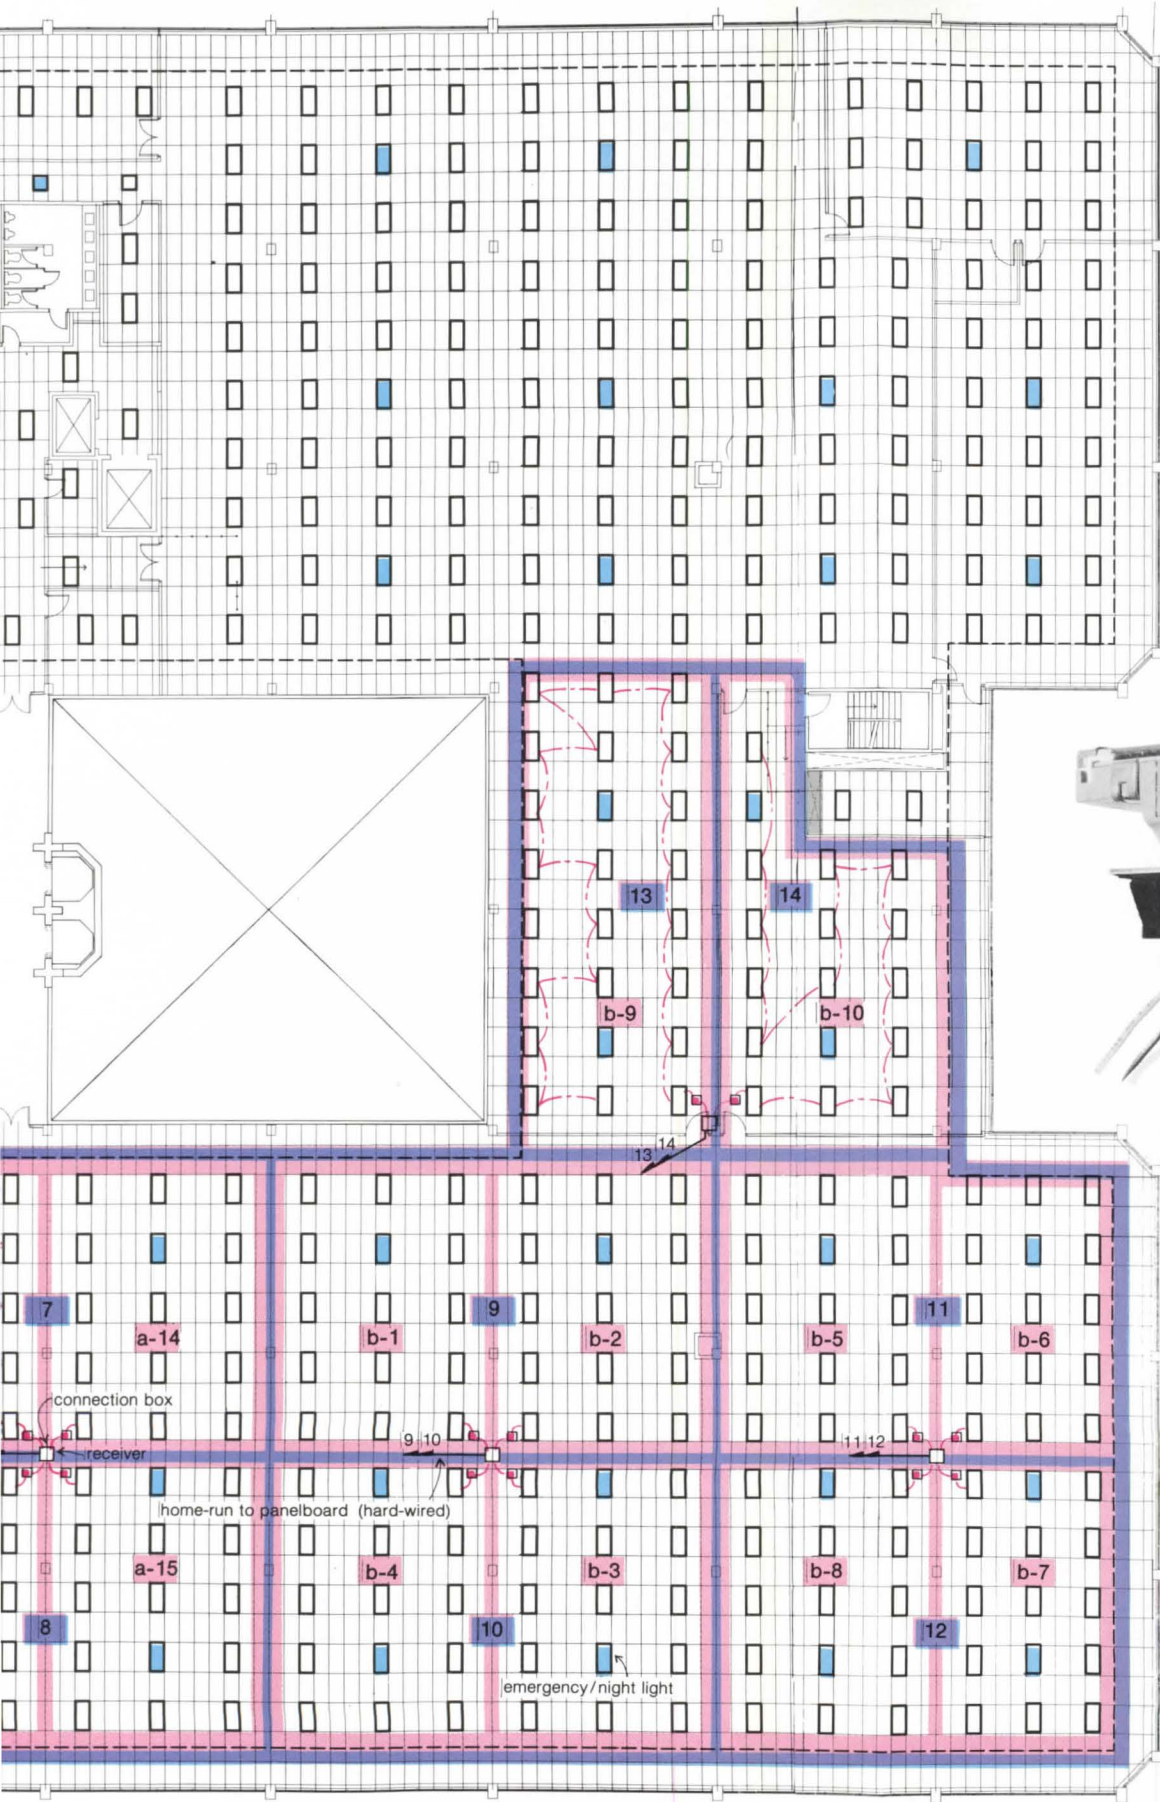 13
14
b-9
b-10
14
13
7
9
11
a-14
b-1
b-2
b-5
b-6
connection box
receiver
9 10
11 12
home-run to panelboard (hard-wired)
a-15
b-4
b-3
b-8
b-7
8
10
12
emergency/night light